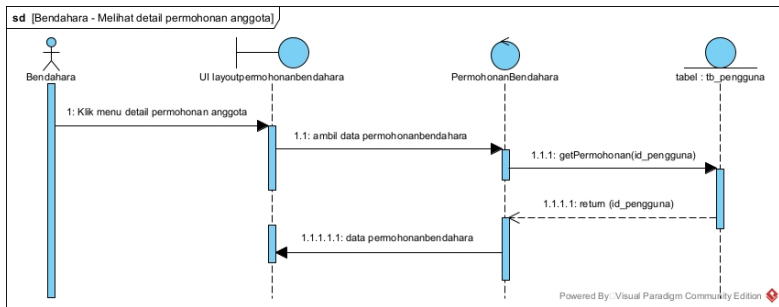 sd [Bendahara - Melihat detail permohonan anggota]
Bendahara
UI layoutpermohonanbendahara
PermohonanBendahara
tabel : tb_pengguna
1: Klik menu detail permohonan anggota
1.1: ambil data permohonanbendahara
1.1.1: getPermohonan(id_pengguna)
1.1.1.1: return (id_pengguna)
1.1.1.1.1: data permohonanbendahara
Powered By Visual Paradigm Community Edition